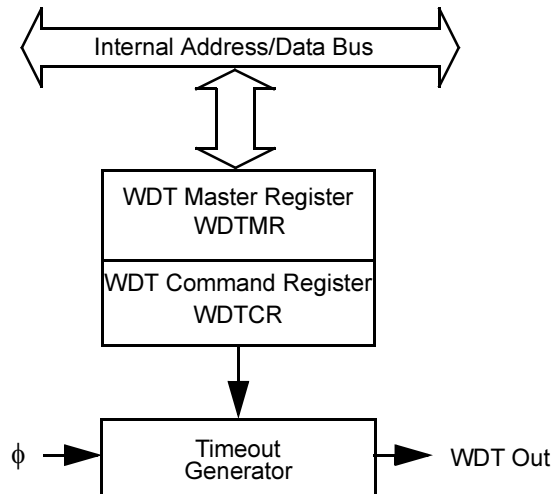 Internal Address/Data Bus
WDT Master Register
WDTMR
WDT Command Register
WDTCR
ϕ
Timeout
Generator
WDT Out